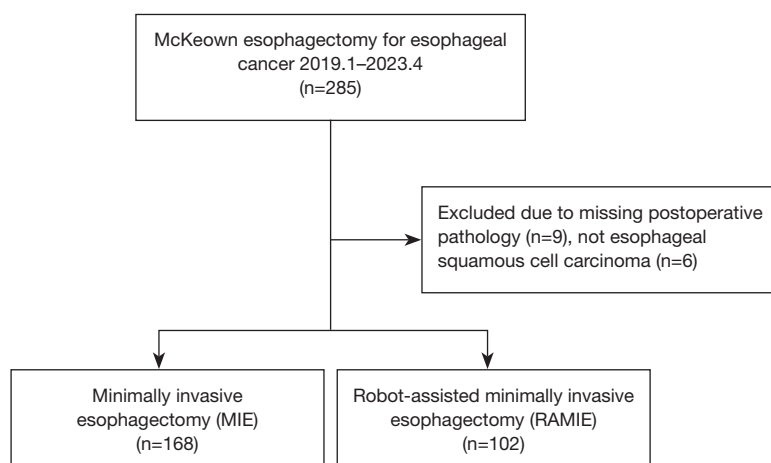 McKeown esophagectomy for esophageal
cancer 2019.1–2023.4
(n=285)
Excluded due to missing postoperative
pathology (n=9), not esophageal
squamous cell carcinoma (n=6)
Minimally invasive
esophagectomy (MIE)
(n=168)
Robot-assisted minimally invasive
esophagectomy (RAMIE)
(n=102)